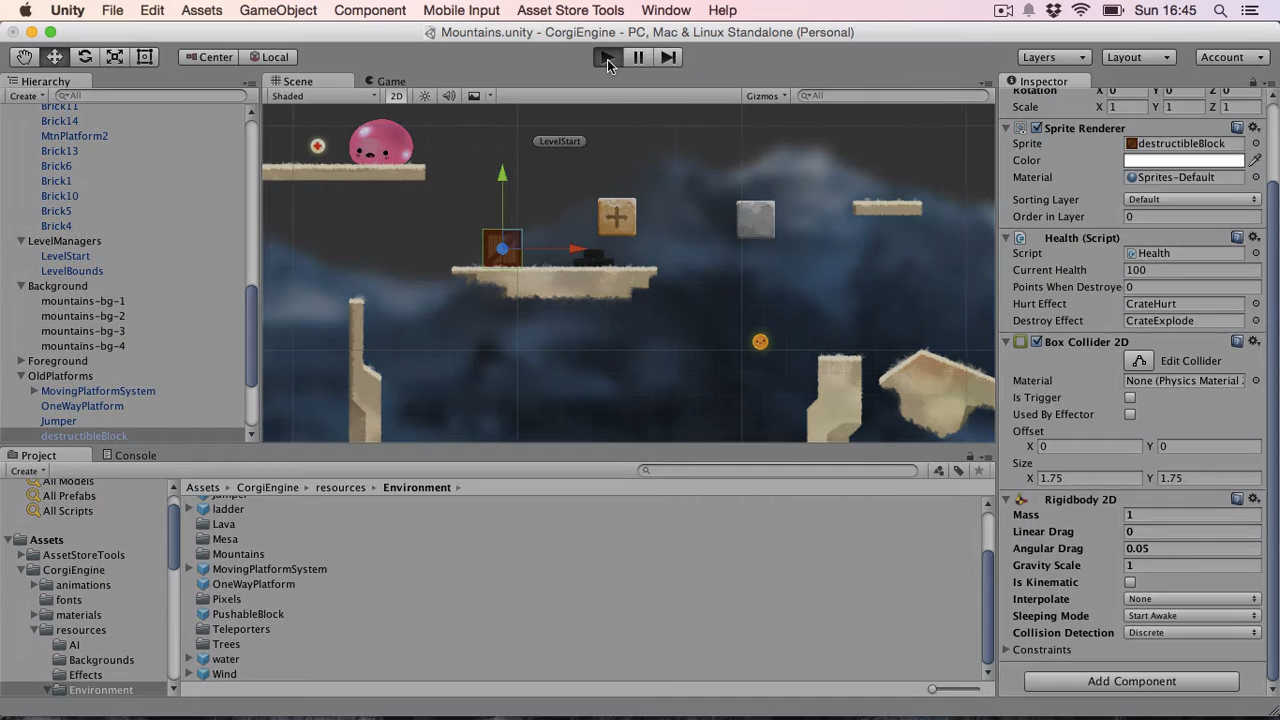 Unity File Edit Assets GameObject Component Mobile Input Asset Store Tools Window Help Sun 16:45
Mountains.unity - CorgiEngine - PC, Mac & Linux Standalone (Personal)
Center Local Layers Layout Account
Hierarchy Scene Game Inspector
Create All Shaded 2D Gizmos All
Rotation X 0 Y 0 Z 0
Scale X 1 Y 1 Z 1
Brick11
Brick14
MtnPlatform2
Brick13
Brick6
Brick1
Brick10
Brick5
Brick4
LevelManagers
LevelStart
LevelBounds
Background
mountains-bg-1
mountains-bg-2
mountains-bg-3
mountains-bg-4
Foreground
OldPlatforms
MovingPlatformSystem
OneWayPlatform
Jumper
destructibleBlock
LevelStart
Sprite Renderer
Sprite destructibleBlock
Color
Material Sprites-Default
Sorting Layer Default
Order in Layer 0
Health (Script)
Script Health
Current Health 100
Points When Destroye 0
Hurt Effect CrateHurt
Destroy Effect CrateExplode
Box Collider 2D
Edit Collider
Material None (Physics Material
Is Trigger
Used By Effector
Offset
X 0 Y 0
Size
X 1.75 Y 1.75
Rigidbody 2D
Mass 1
Linear Drag 0
Angular Drag 0.05
Gravity Scale 1
Is Kinematic
Interpolate None
Sleeping Mode Start Awake
Collision Detection Discrete
Constraints
Add Component
Project Console
Create
All Models
All Prefabs
All Scripts
Assets
AssetStoreTools
CorgiEngine
animations
fonts
materials
resources
AI
Backgrounds
Effects
Environment
Assets CorgiEngine resources Environment
Jumper
ladder
Lava
Mesa
Mountains
MovingPlatformSystem
OneWayPlatform
Pixels
PushableBlock
Teleporters
Trees
water
Wind